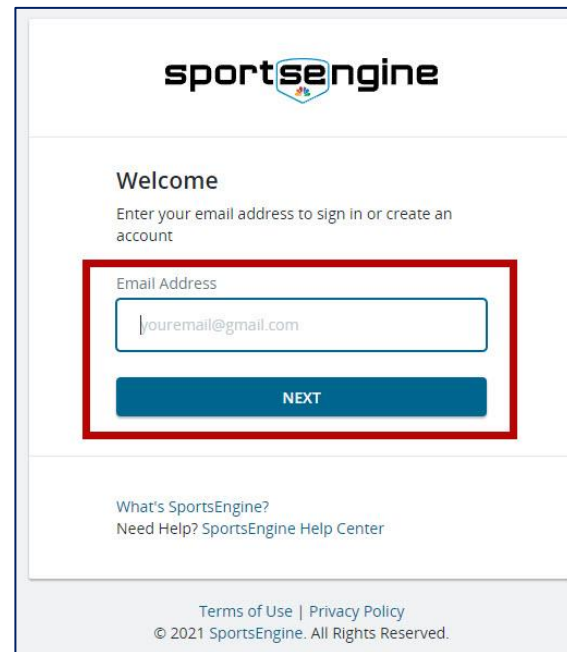 sportsengine
Welcome
Enter your email address to sign in or create an
account
Email Address
youremail@gmail.com
NEXT
What's SportsEngine?
Need Help? SportsEngine Help Center
Terms of Use | Privacy Policy
© 2021 SportsEngine. All Rights Reserved.